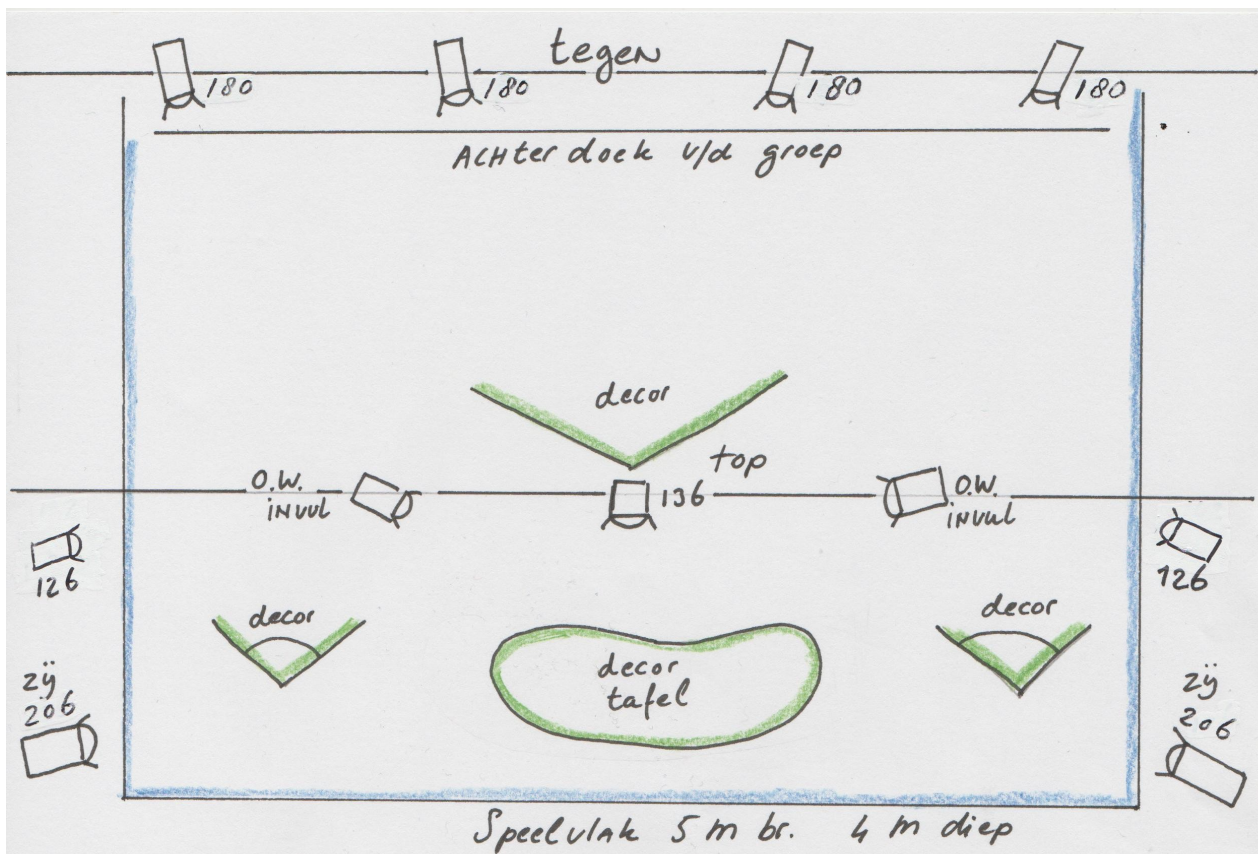 tegen
180 180 180 180
ACHter doek v/d groep
decor
top
O.W.
invul
136
O.W.
invul
126
126
decor
decor
decor
tafel
zij
206
zij
206
Speelvlak 5 m br. 4 m diep